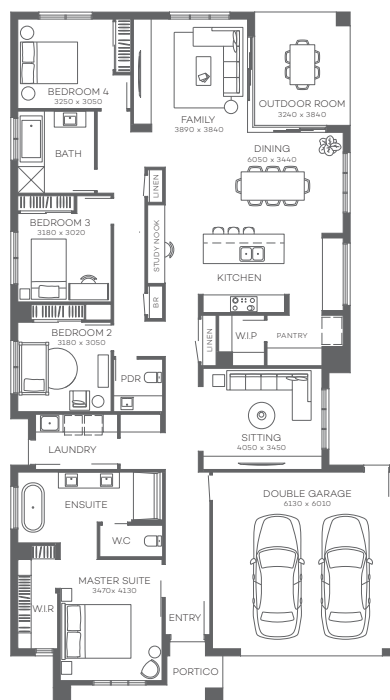 BEDROOM 4
3250 x 3050
FAMILY
3890 x 3840
OUTDOOR ROOM
3240 x 3840
BATH
DINING
6050 x 3440
LINEN
BEDROOM 3
3180 x 3020
STUDY NOOK
KITCHEN
BR
BEDROOM 2
3180 x 3050
LINEN
W.I.P
PANTRY
PDR
LAUNDRY
SITTING
4050 x 3450
ENSUITE
DOUBLE GARAGE
6130 x 6010
W.C
MASTER SUITE
3470x 4130
W.I.R
ENTRY
PORTICO